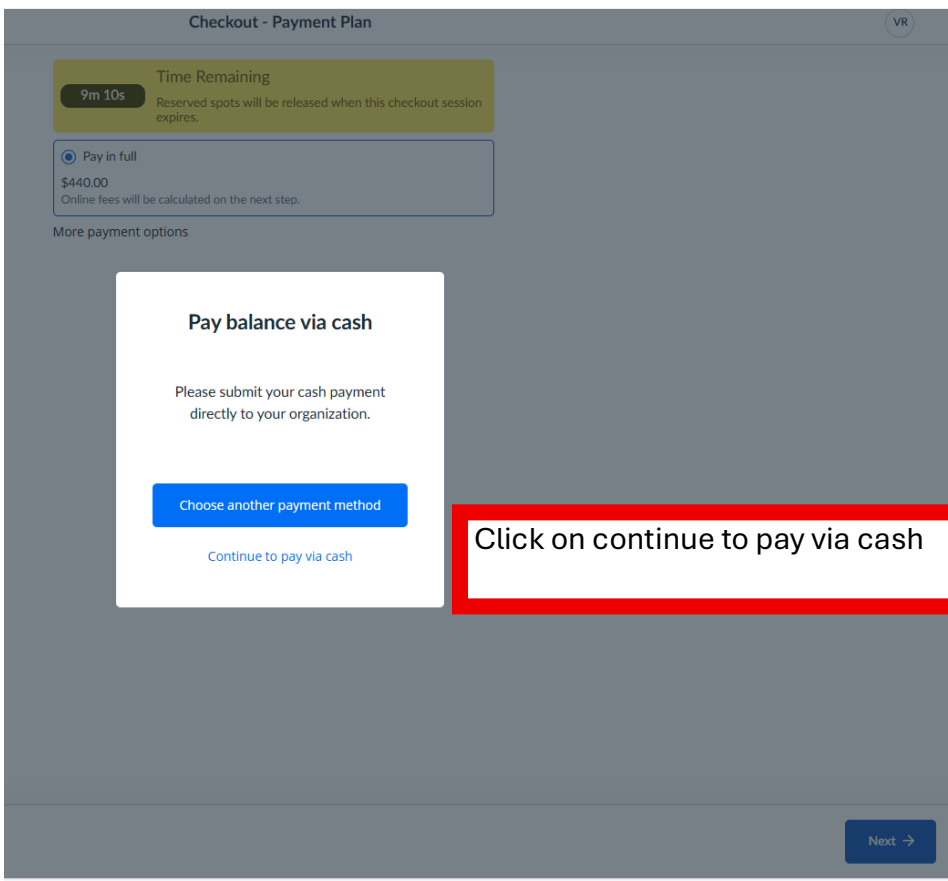 Checkout - Payment Plan
VR
9m 10s
Time Remaining
Reserved spots will be released when this checkout session
expires.
Pay in full
$440.00
Online fees will be calculated on the next step.
More payment options
Pay balance via cash
Please submit your cash payment
directly to your organization.
Choose another payment method
Continue to pay via cash
Click on continue to pay via cash
Next →